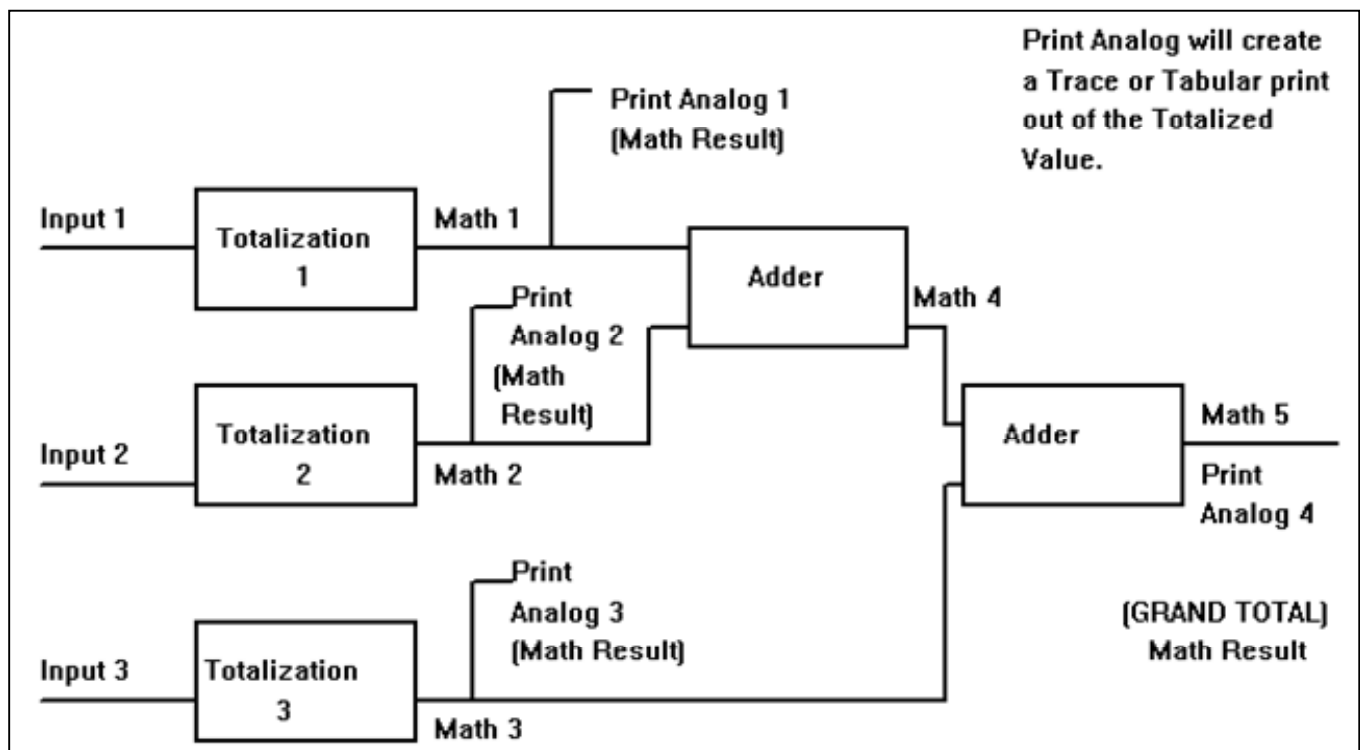 Print Analog will create
a Trace or Tabular print
out of the Totalized
Value.
Print Analog 1
(Math Result)
Input 1
Totalization
1
Math 1
Adder
Math 4
Print
Analog 2
(Math
Result)
Input 2
Totalization
2
Math 2
Adder
Math 5
Print
Analog 4
Print
Analog 3
(Math Result)
(GRAND TOTAL)
Math Result
Input 3
Totalization
3
Math 3